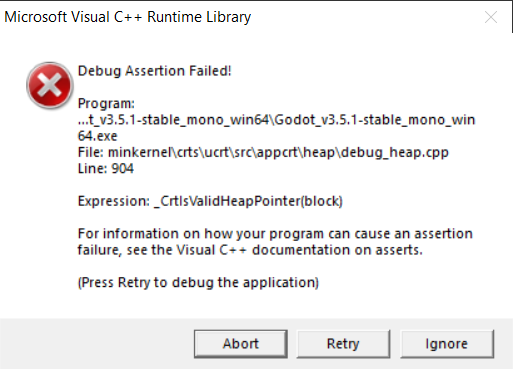 Microsoft Visual C++ Runtime Library
Debug Assertion Failed!
Program:
...t_v3.5.1-stable_mono_win64\Godot_v3.5.1-stable_mono_win
64.exe
File: minkernel\crts\ucrt\src\appcrt\heap\debug_heap.cpp
Line: 904
Expression: _CrtIsValidHeapPointer(block)
For information on how your program can cause an assertion
failure, see the Visual C++ documentation on asserts.
(Press Retry to debug the application)
Abort Retry Ignore